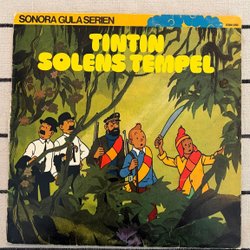 SONORA GULA SERIEN
TINTIN
SOLENS TEMPEL